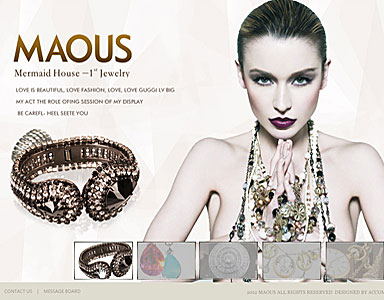 MAOUS
Mermaid House —1st Jewelry
LOVE IS BEAUTIFUL, LOVE FASHION, LOVE, LOVE GUGGI LV BIG
MY ACT THE ROLE OFING SESSION OF MY DISPLAY
BE CAREFL- HEEL SEETE YOU
CONTACT US | MESSAGE BOARD
2012 MAOUS ALL RIGHTS RESERVED DESIGNED BY